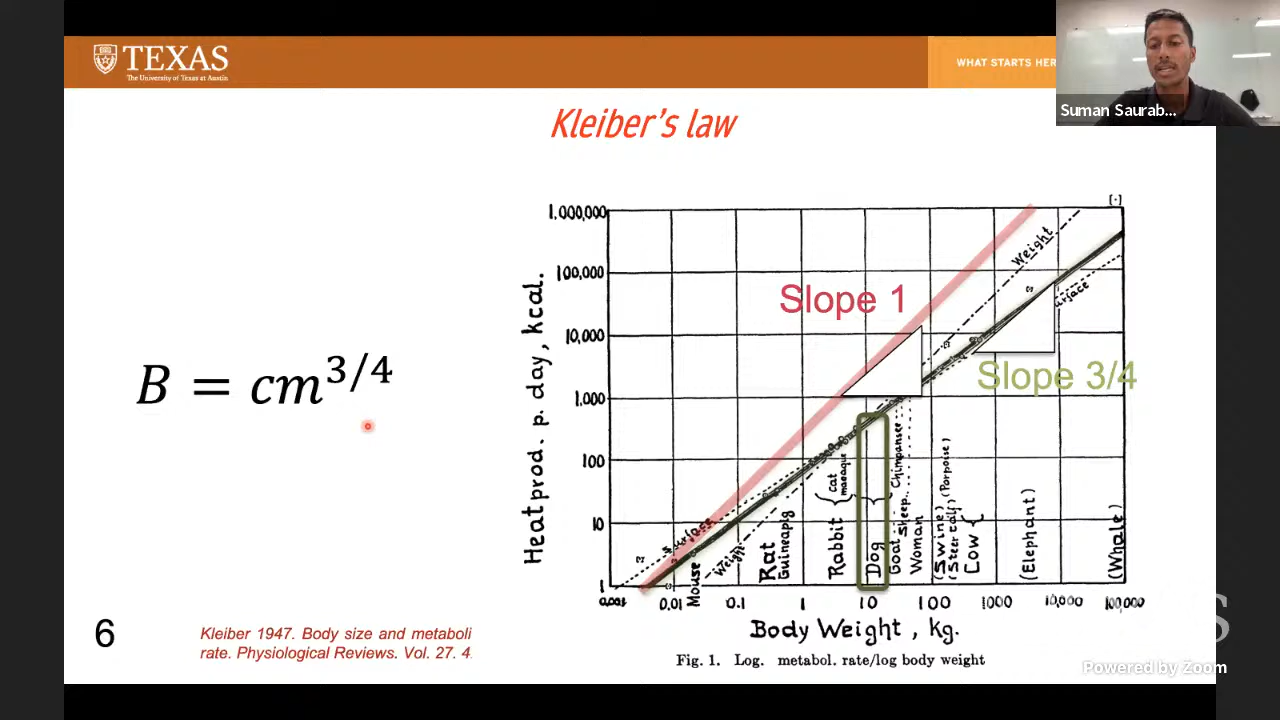 TEXAS
The University of Texas at Austin
WHAT STARTS HER
Suman Saurab...
Kleiber's law
B = cm^3/4
1,000,000
100,000
10,000
1,000
100
10
1
Heatprod. p. day, kcal.
Slope 1
Slope 3/4
Weight
surface
Weight
Mouse
Rat
Guineapig
Rabbit
Cat
macaque
Dog
Goat
Sheep..
Chimpanser
Woman
(Swine)
(Porpoise)
Cow
(Elephant)
(Whale)
0,001
0.01
0.1
1
10
100
1000
10,000
100,000
Body Weight, kg.
Fig. 1. Log. metabol. rate/log body weight
6
Kleiber 1947. Body size and metaboli
rate. Physiological Reviews. Vol. 27. 4
Powered by Zoom